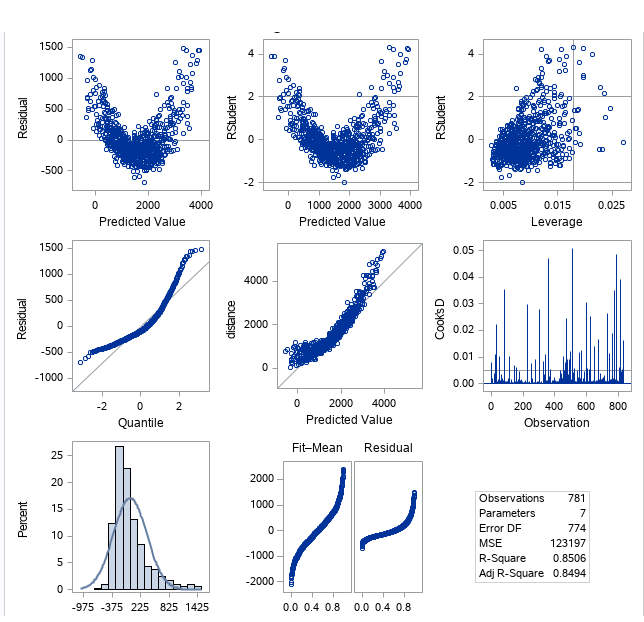 1500
1000
500
0
-500
Residual
0
2000
4000
Predicted Value
4
2
0
-2
RStudent
0
1000
2000
3000
4000
Predicted Value
4
2
0
-2
RStudent
0.005
0.015
0.025
Leverage
1500
1000
500
0
-500
-1000
Residual
-2
0
2
Quantile
4000
2000
0
distance
0
2000
4000
Predicted Value
0.05
0.04
0.03
0.02
0.01
0.00
Cook's D
0
200
400
600
800
Observation
25
20
15
10
5
0
Percent
-975
-375
225
825
1425
Fit–Mean
Residual
2000
1000
0
-1000
-2000
0.0 0.4 0.8
0.0 0.4 0.8
Observations 781
Parameters 7
Error DF 774
MSE 123197
R-Square 0.8506
Adj R-Square 0.8494